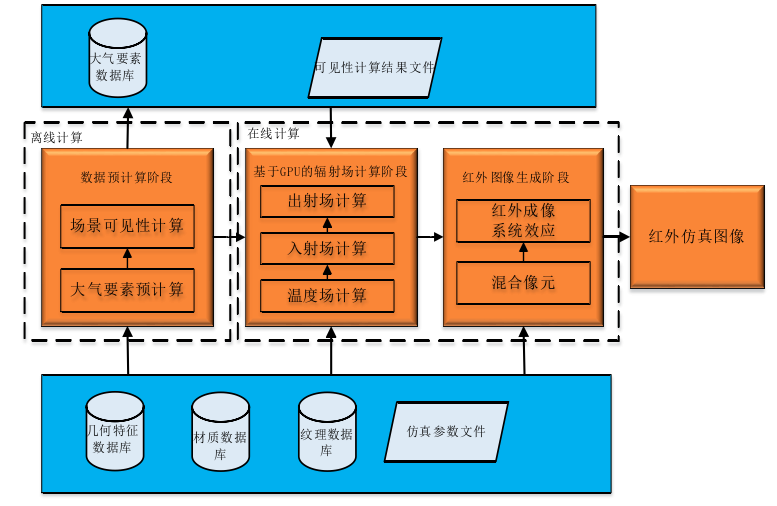 大气要素
数据库
可见性计算结果文件
离线计算
在线计算
数据预计算阶段
场景可见性计算
大气要素预计算
基于GPU的辐射场计算阶段
出射场计算
入射场计算
温度场计算
红外图像生成阶段
红外成像
系统效应
混合像元
红外仿真图像
几何特征
数据库
材质数据
库
纹理数据
库
仿真参数文件